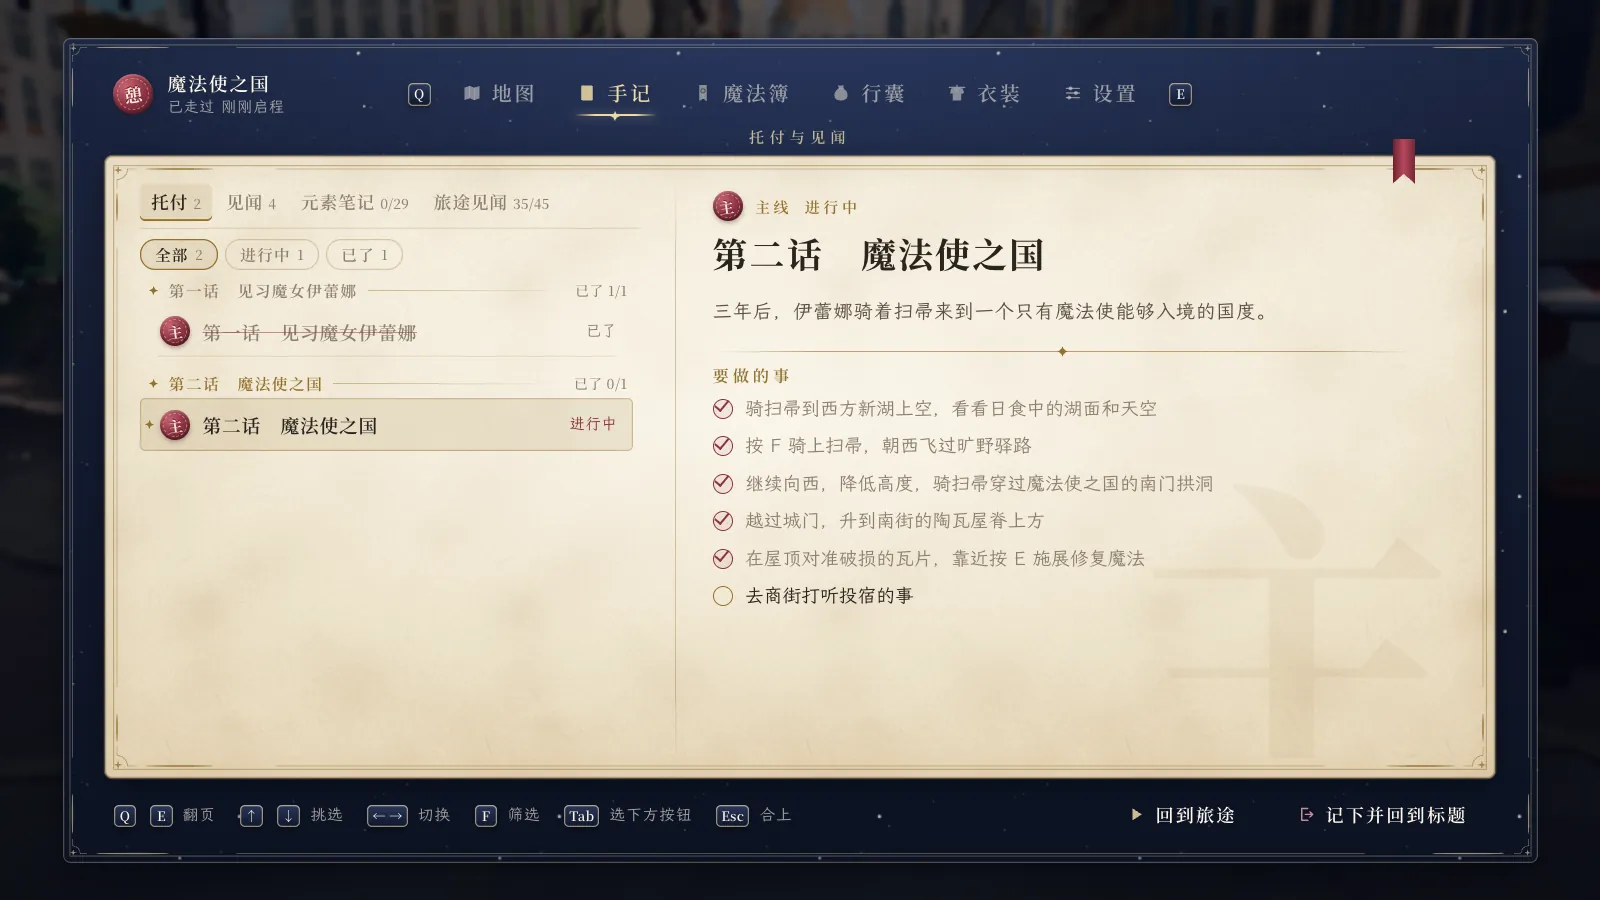 憩
魔法使之国
已走过 刚刚启程
Q 地图 手记 魔法簿 行囊 衣装 设置 E
托付与见闻
托付 2 见闻 4 元素笔记 0/29 旅途见闻 35/45
全部 2 进行中 1 已了 1
第一话 见习魔女伊蕾娜 已了 1/1
主 第一话 见习魔女伊蕾娜 已了
第二话 魔法使之国 已了 0/1
主 第二话 魔法使之国 进行中
主 主线 进行中
第二话 魔法使之国
三年后，伊蕾娜骑着扫帚来到一个只有魔法使能够入境的国度。
要做的事
骑扫帚到西方新湖上空，看看日食中的湖面和天空
按 F 骑上扫帚，朝西飞过旷野驿路
继续向西，降低高度，骑扫帚穿过魔法使之国的南门拱洞
越过城门，升到南街的陶瓦屋脊上方
在屋顶对准破损的瓦片，靠近按 E 施展修复魔法
去商街打听投宿的事
主
Q E 翻页 ↑ ↓ 挑选 ←→ 切换 F 筛选 Tab 选下方按钮 Esc 合上
回到旅途 记下并回到标题